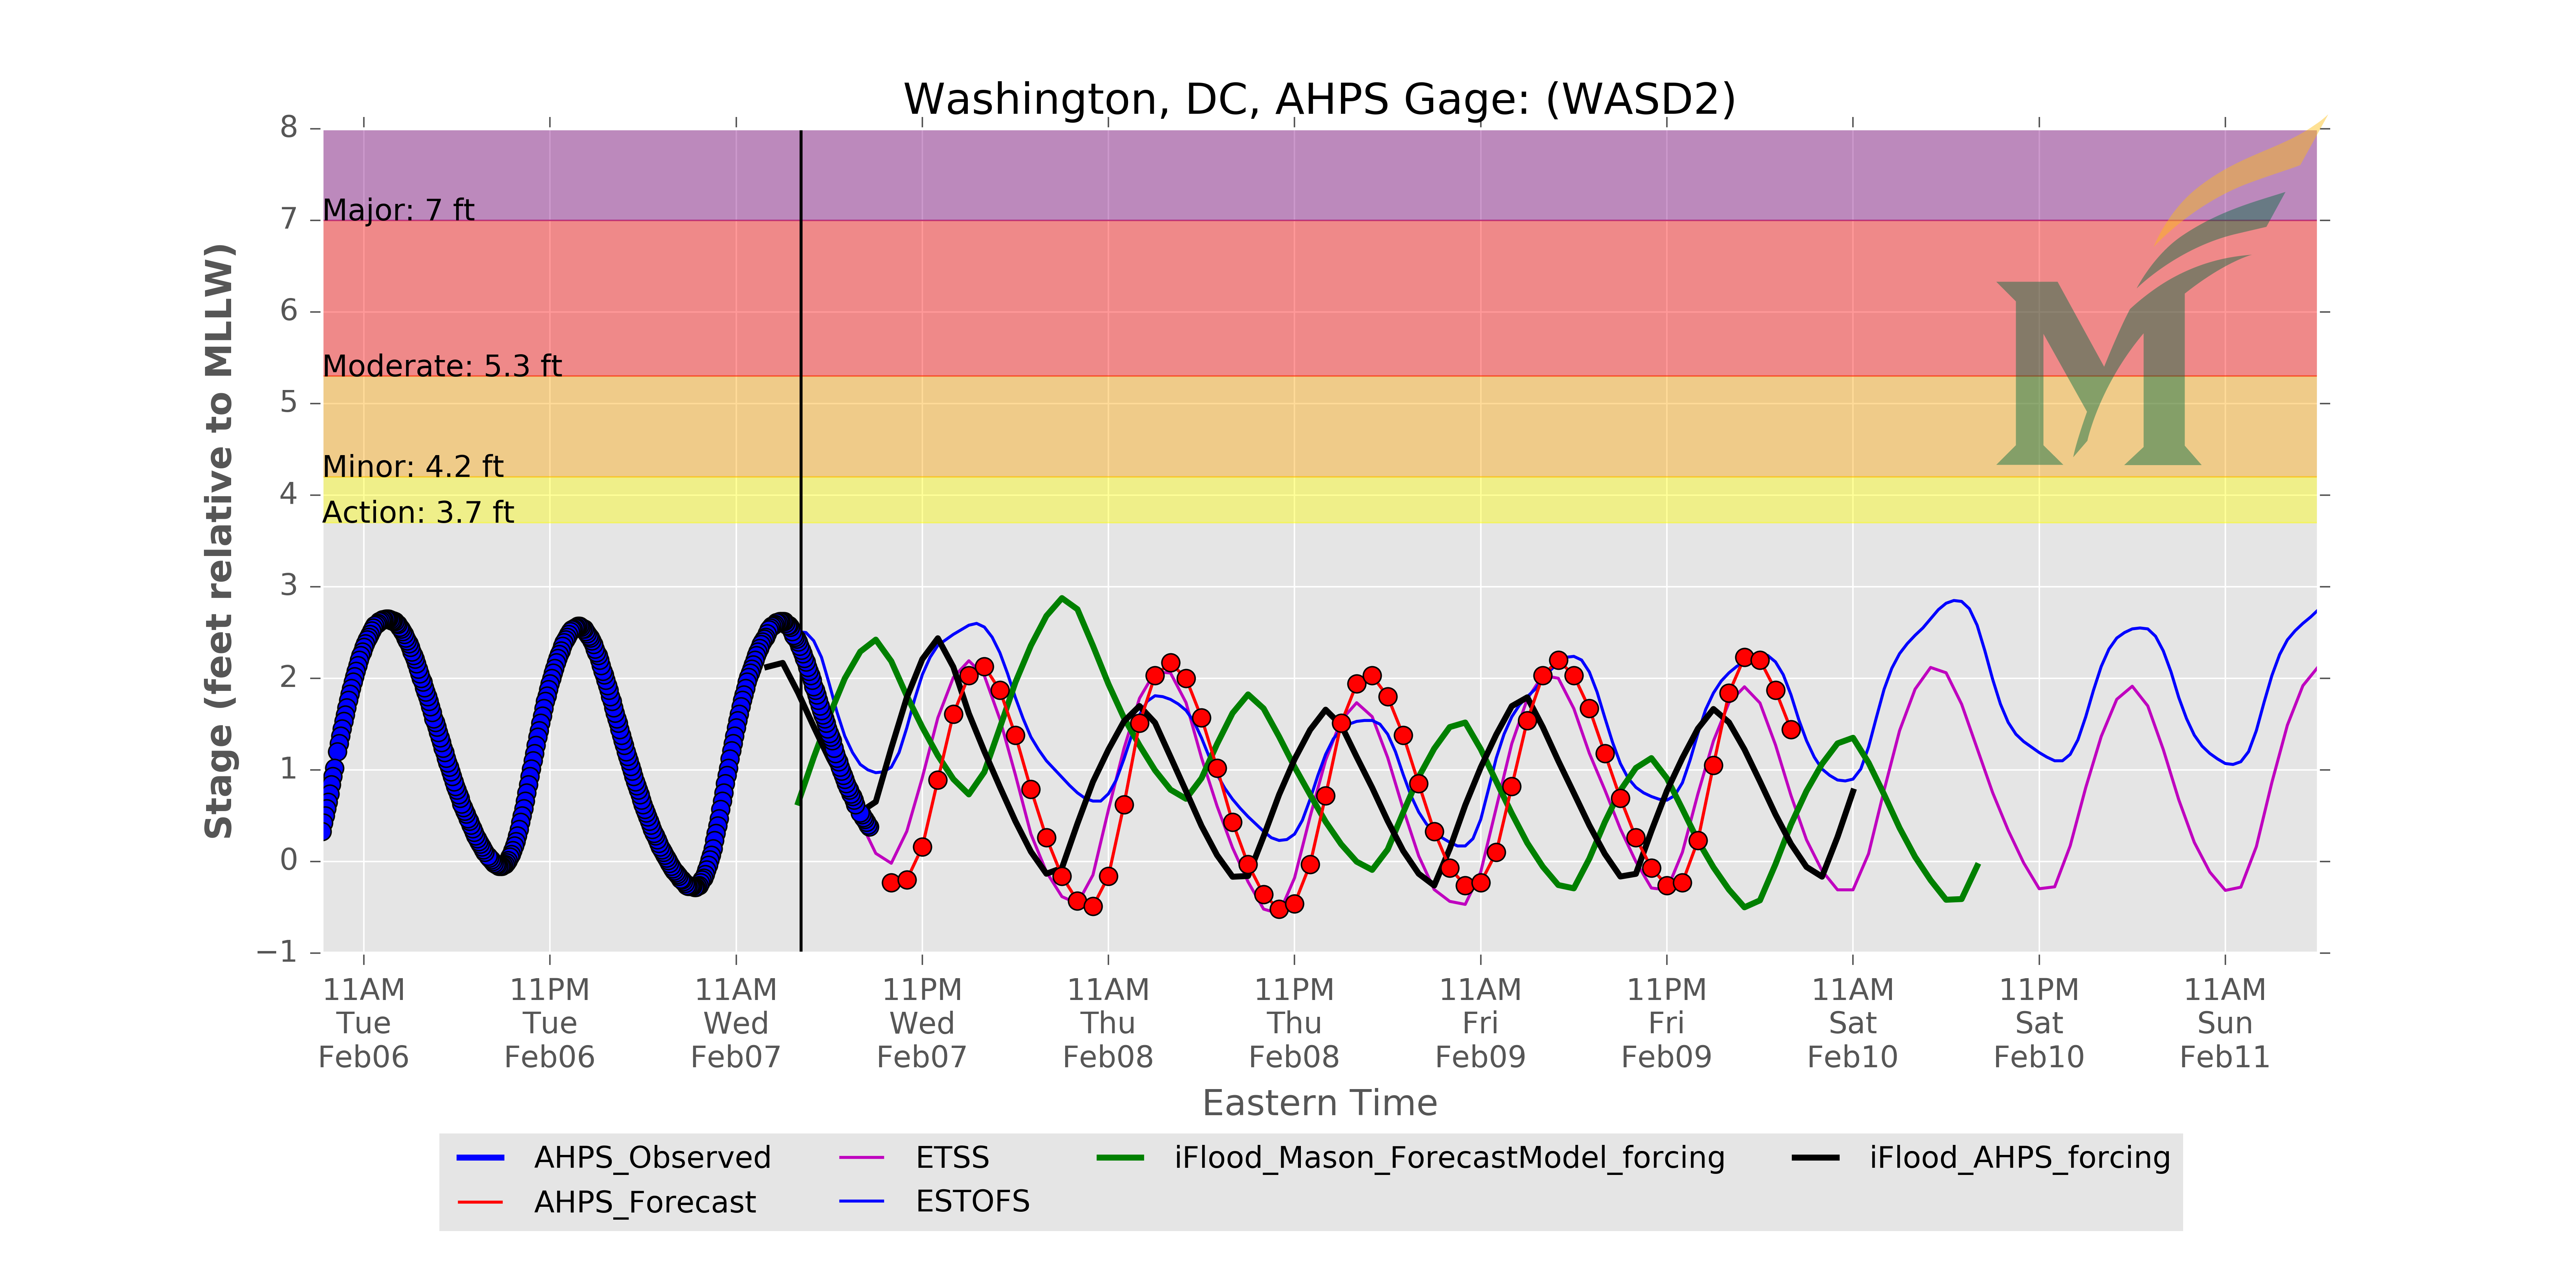 Washington, DC, AHPS Gage: (WASD2)
8
7
6
5
4
3
2
1
0
−1
Stage (feet relative to MLLW)
Major: 7 ft
Moderate: 5.3 ft
Minor: 4.2 ft
Action: 3.7 ft
M
11AM 11PM 11AM 11PM 11AM 11PM 11AM 11PM 11AM 11PM 11AM
Tue Tue Wed Wed Thu Thu Fri Fri Sat Sat Sun
Feb06 Feb06 Feb07 Feb07 Feb08 Feb08 Feb09 Feb09 Feb10 Feb10 Feb11
Eastern Time
AHPS_Observed ETSS iFlood_Mason_ForecastModel_forcing iFlood_AHPS_forcing
AHPS_Forecast ESTOFS